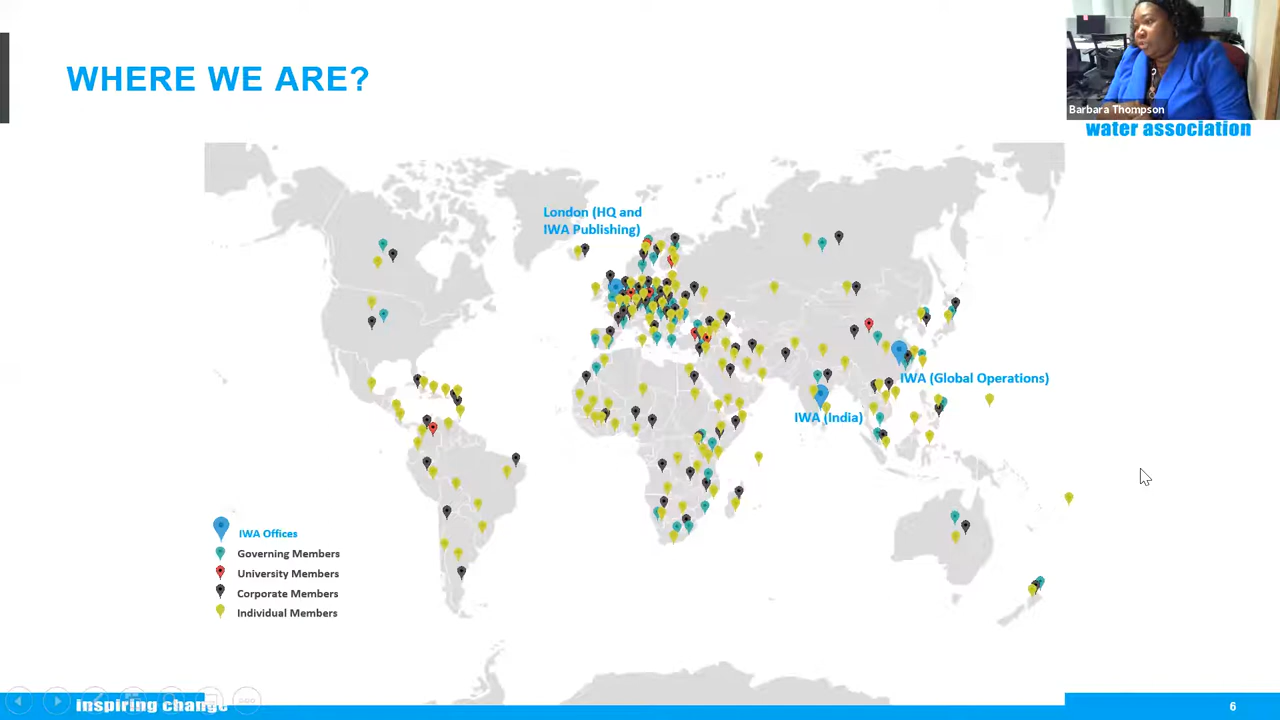 WHERE WE ARE?
Barbara Thompson
water association
London (HQ and
IWA Publishing)
IWA (Global Operations)
IWA (India)
IWA Offices
Governing Members
University Members
Corporate Members
Individual Members
inspiring change
6